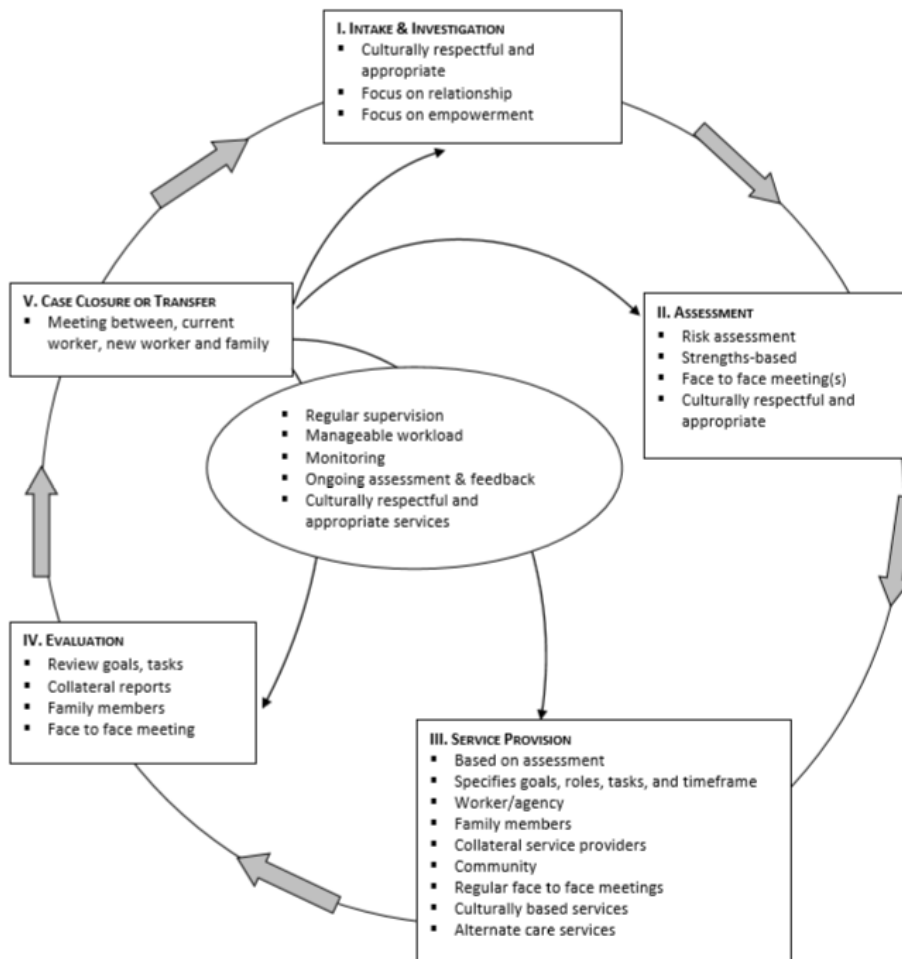 I. Intake & Investigation
▪ Culturally respectful and
appropriate
▪ Focus on relationship
▪ Focus on empowerment
V. Case Closure or Transfer
▪ Meeting between, current
worker, new worker and family
II. Assessment
▪ Risk assessment
▪ Strengths-based
▪ Face to face meeting(s)
▪ Culturally respectful and
appropriate
▪ Regular supervision
▪ Manageable workload
▪ Monitoring
▪ Ongoing assessment & feedback
▪ Culturally respectful and
appropriate services
IV. Evaluation
▪ Review goals, tasks
▪ Collateral reports
▪ Family members
▪ Face to face meeting
III. Service Provision
▪ Based on assessment
▪ Specifies goals, roles, tasks, and timeframe
▪ Worker/agency
▪ Family members
▪ Collateral service providers
▪ Community
▪ Regular face to face meetings
▪ Culturally based services
▪ Alternate care services